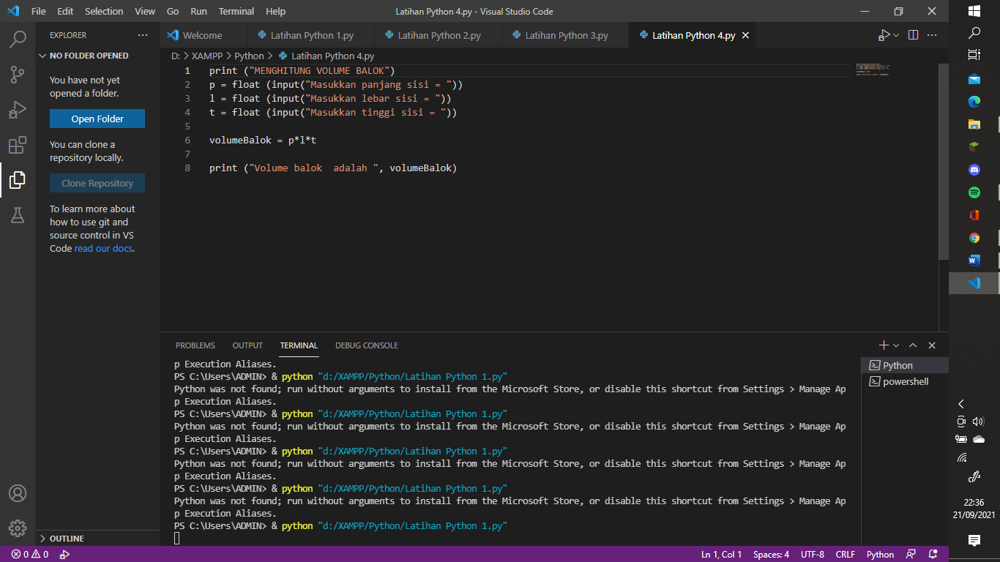 File Edit Selection View Go Run Terminal Help
Latihan Python 4.py - Visual Studio Code
EXPLORER
NO FOLDER OPENED
You have not yet
opened a folder.
Open Folder
You can clone a
repository locally.
Clone Repository
To learn more about
how to use git and
source control in VS
Code read our docs.
OUTLINE
Welcome Latihan Python 1.py Latihan Python 2.py Latihan Python 3.py Latihan Python 4.py
D: > XAMPP > Python > Latihan Python 4.py
1 print ("MENGHITUNG VOLUME BALOK")
2 p = float (input("Masukkan panjang sisi = "))
3 l = float (input("Masukkan lebar sisi = "))
4 t = float (input("Masukkan tinggi sisi = "))
5
6 volumeBalok = p*l*t
7
8 print ("Volume balok  adalah ", volumeBalok)
PROBLEMS OUTPUT TERMINAL DEBUG CONSOLE
p Execution Aliases.
PS C:\Users\ADMIN> & python "d:/XAMPP/Python/Latihan Python 1.py"
Python was not found; run without arguments to install from the Microsoft Store, or disable this shortcut from Settings > Manage Ap
p Execution Aliases.
PS C:\Users\ADMIN> & python "d:/XAMPP/Python/Latihan Python 1.py"
Python was not found; run without arguments to install from the Microsoft Store, or disable this shortcut from Settings > Manage Ap
p Execution Aliases.
PS C:\Users\ADMIN> & python "d:/XAMPP/Python/Latihan Python 1.py"
Python was not found; run without arguments to install from the Microsoft Store, or disable this shortcut from Settings > Manage Ap
p Execution Aliases.
PS C:\Users\ADMIN> & python "d:/XAMPP/Python/Latihan Python 1.py"
Python was not found; run without arguments to install from the Microsoft Store, or disable this shortcut from Settings > Manage Ap
p Execution Aliases.
PS C:\Users\ADMIN> & python "d:/XAMPP/Python/Latihan Python 1.py"
Python
powershell
0 0
Ln 1, Col 1 Spaces: 4 UTF-8 CRLF Python
W
22:36
21/09/2021